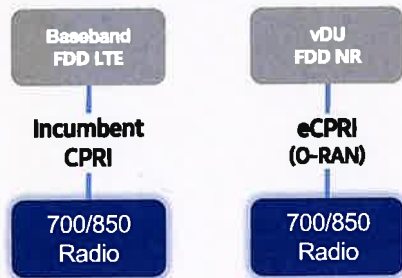 Baseband
FDD LTE
Incumbent
CPRI
700/850
Radio
vDU
FDD NR
eCPRI
(O-RAN)
700/850
Radio